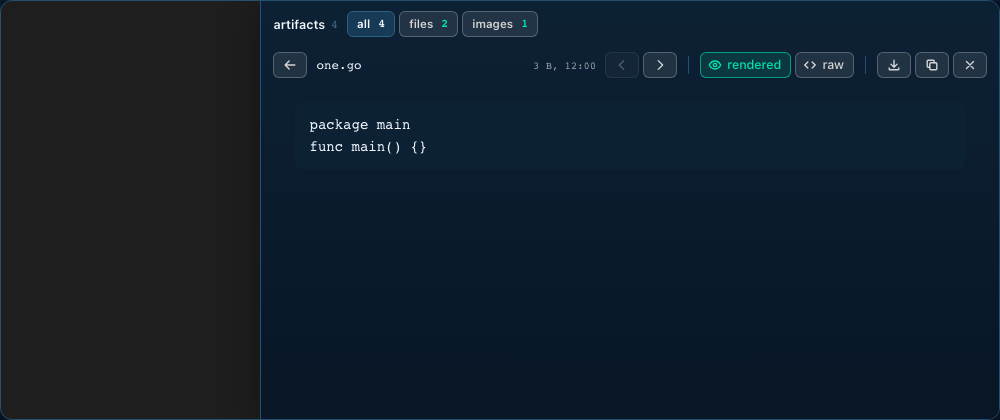 artifacts 4 all 4 files 2 images 1
one.go 3 B, 12:00 rendered raw
package main
func main() {}